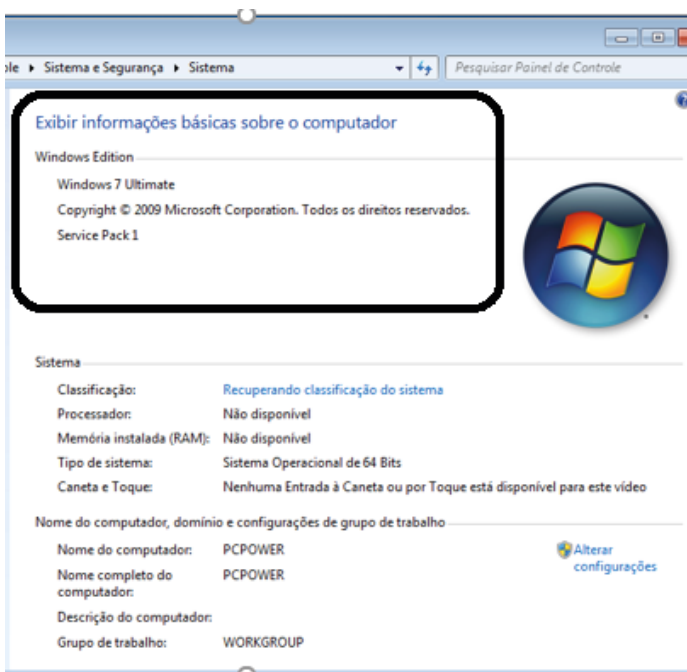 Sistema e Segurança Sistema Pesquisar Painel de Controle
Exibir informações básicas sobre o computador
Windows Edition
Windows 7 Ultimate
Copyright © 2009 Microsoft Corporation. Todos os direitos reservados.
Service Pack 1
Sistema
Classificação: Recuperando classificação do sistema
Processador: Não disponível
Memória instalada (RAM): Não disponível
Tipo de sistema: Sistema Operacional de 64 Bits
Caneta e Toque: Nenhuma Entrada à Caneta ou por Toque está disponível para este vídeo
Nome do computador, domínio e configurações de grupo de trabalho
Nome do computador: PCPOWER
Alterar
configurações
Nome completo do
computador:
PCPOWER
Descrição do computador:
Grupo de trabalho: WORKGROUP